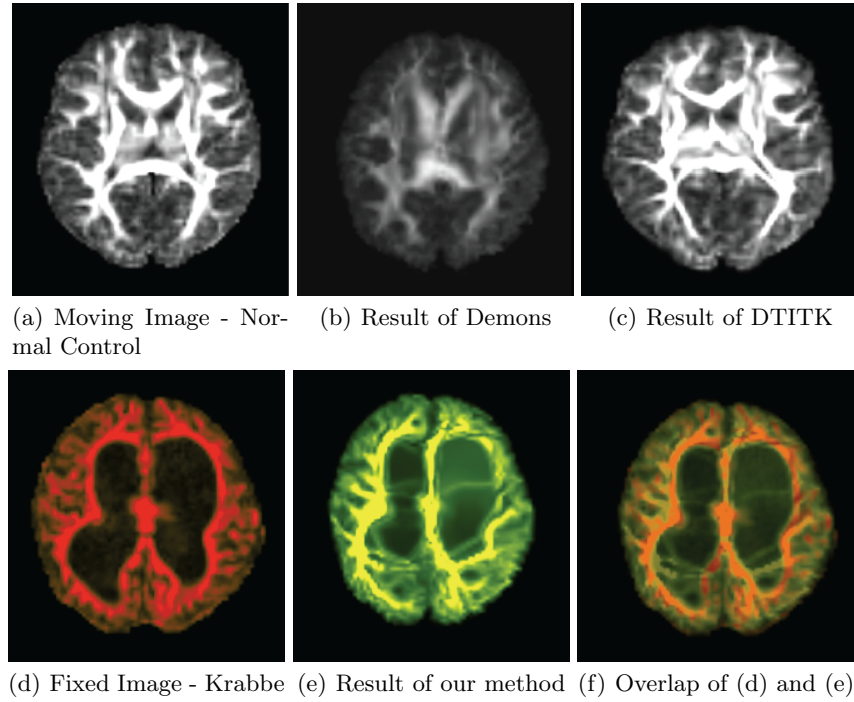 (a) Moving Image - Nor-
mal Control
(b) Result of Demons
(c) Result of DTITK
(d) Fixed Image - Krabbe
(e) Result of our method
(f) Overlap of (d) and (e)